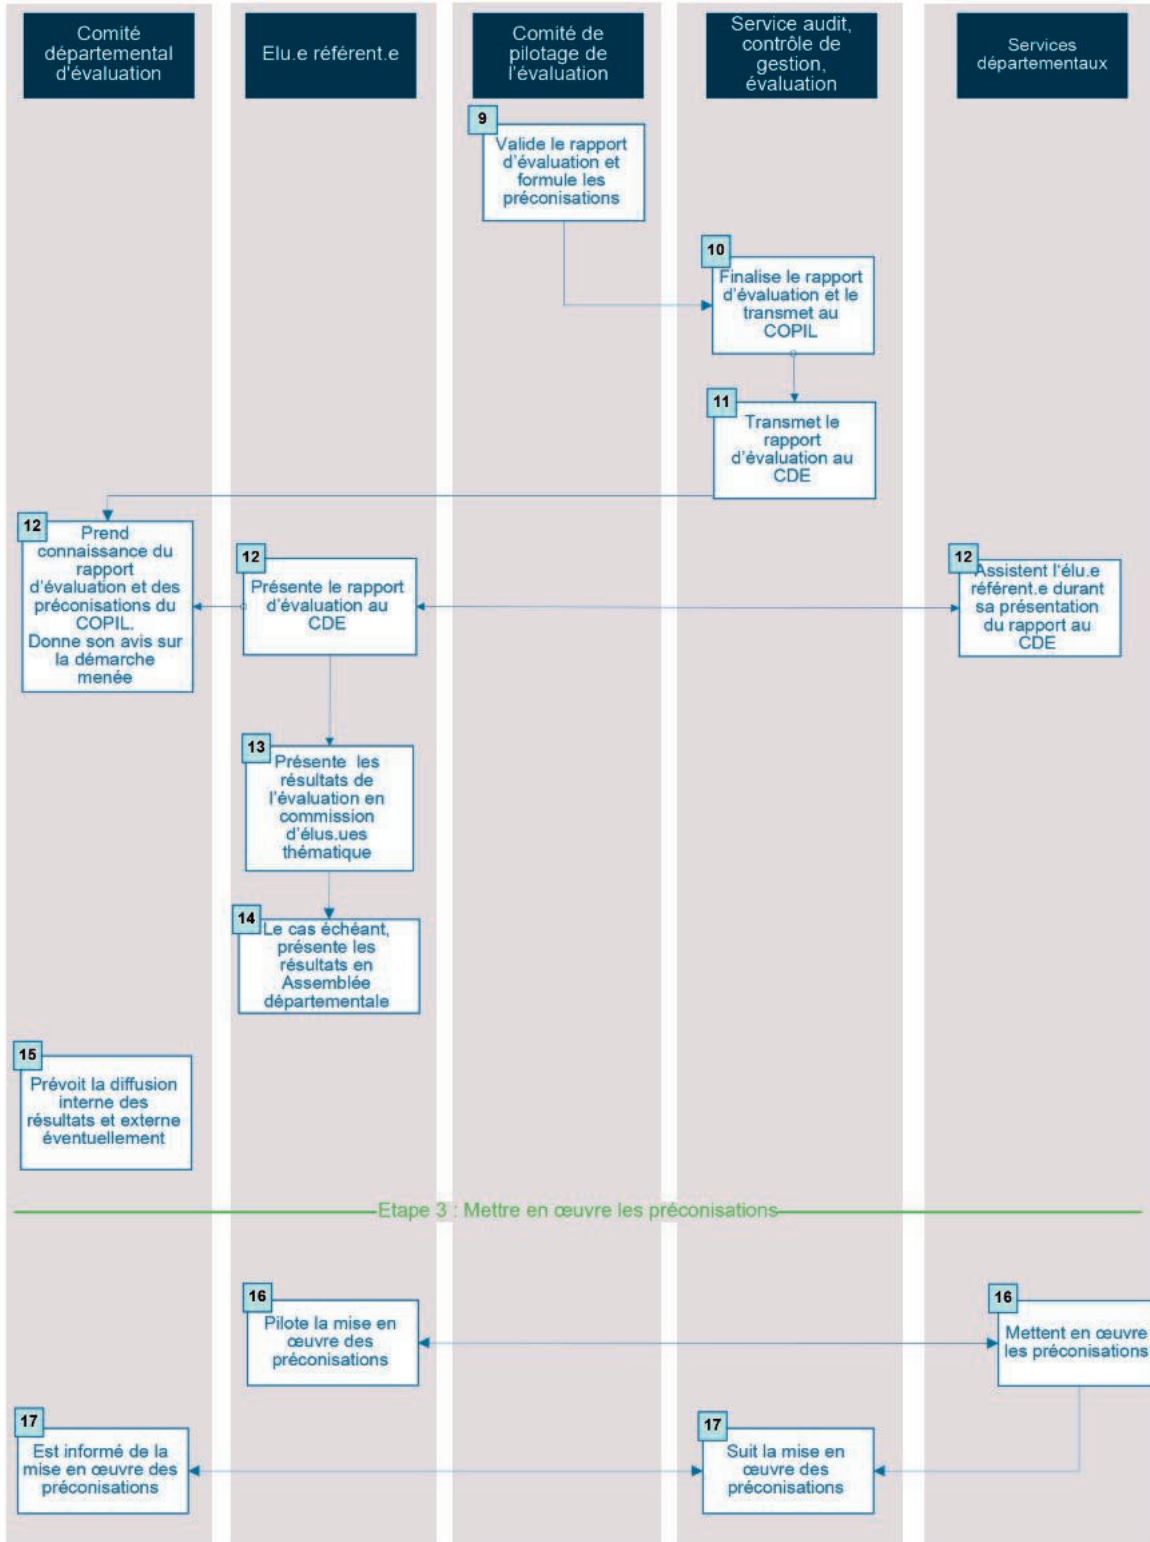 Comité
départemental
d'évaluation
Elu.e référent.e
Comité de
pilotage de
l'évaluation
Service audit,
contrôle de
gestion,
évaluation
Services
départementaux
9
Valide le rapport
d'évaluation et
formule les
préconisations
10
Finalise le rapport
d'évaluation et le
transmet au
COPIL
11
Transmet le
rapport
d'évaluation au
CDE
12
Prend
connaissance du
rapport
d'évaluation et des
préconisations du
COPIL.
Donne son avis sur
la démarche
menée
12
Présente le rapport
d'évaluation au
CDE
12
Assistent l'élu.e
référent.e durant
sa présentation
du rapport au
CDE
13
Présente les
résultats de
l'évaluation en
commission
d'élus.ues
thématique
14
Le cas échéant,
présente les
résultats en
Assemblée
départementale
15
Prévoit la diffusion
interne des
résultats et externe
éventuellement
Etape 3 : Mettre en œuvre les préconisations
16
Pilote la mise en
œuvre des
préconisations
16
Mettent en œuvre
les préconisations
17
Est informé de la
mise en œuvre des
préconisations
17
Suit la mise en
œuvre des
préconisations